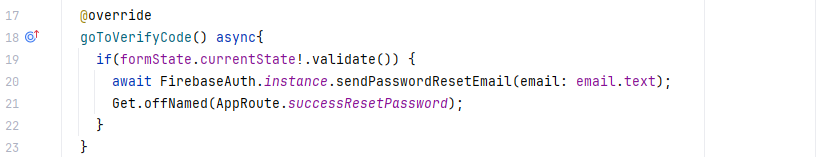 17 @override
18 goToVerifyCode() async{
19 if(formState.currentState!.validate()) {
20 await FirebaseAuth.instance.sendPasswordResetEmail(email: email.text);
21 Get.offNamed(AppRoute.successResetPassword);
22 }
23 }